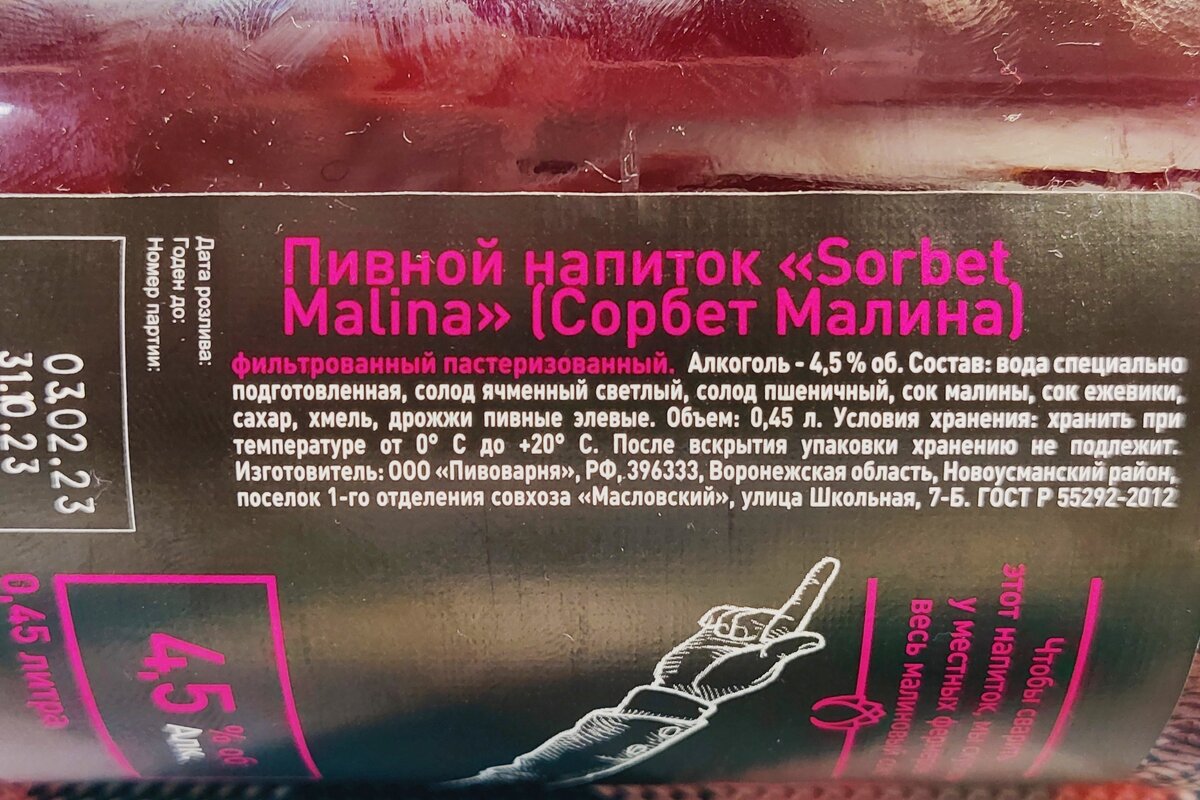 Пивной напиток «Sorbet
Malina» (Сорбет Малина)
фильтрованный пастеризованный. Алкоголь - 4,5 % об. Состав: вода специально
подготовленная, солод ячменный светлый, солод пшеничный, сок малины, сок ежевики,
сахар, хмель, дрожжи пивные элевые. Объем: 0,45 л. Условия хранения: хранить при
температуре от 0° С до +20° С. После вскрытия упаковки хранению не подлежит.
Изготовитель: ООО «Пивоварня», РФ, 396333, Воронежская область, Новоусманский район,
поселок 1-го отделения совхоза «Масловский», улица Школьная, 7-Б. ГОСТ Р 55292-2012
Дата розлива:
Годен до:
Номер партии:
03.02.23
31.10.23
4,5 % об
Алк.
0,45 литра
Чтобы сварить
этот напиток, мы
у местных
весь малиновый